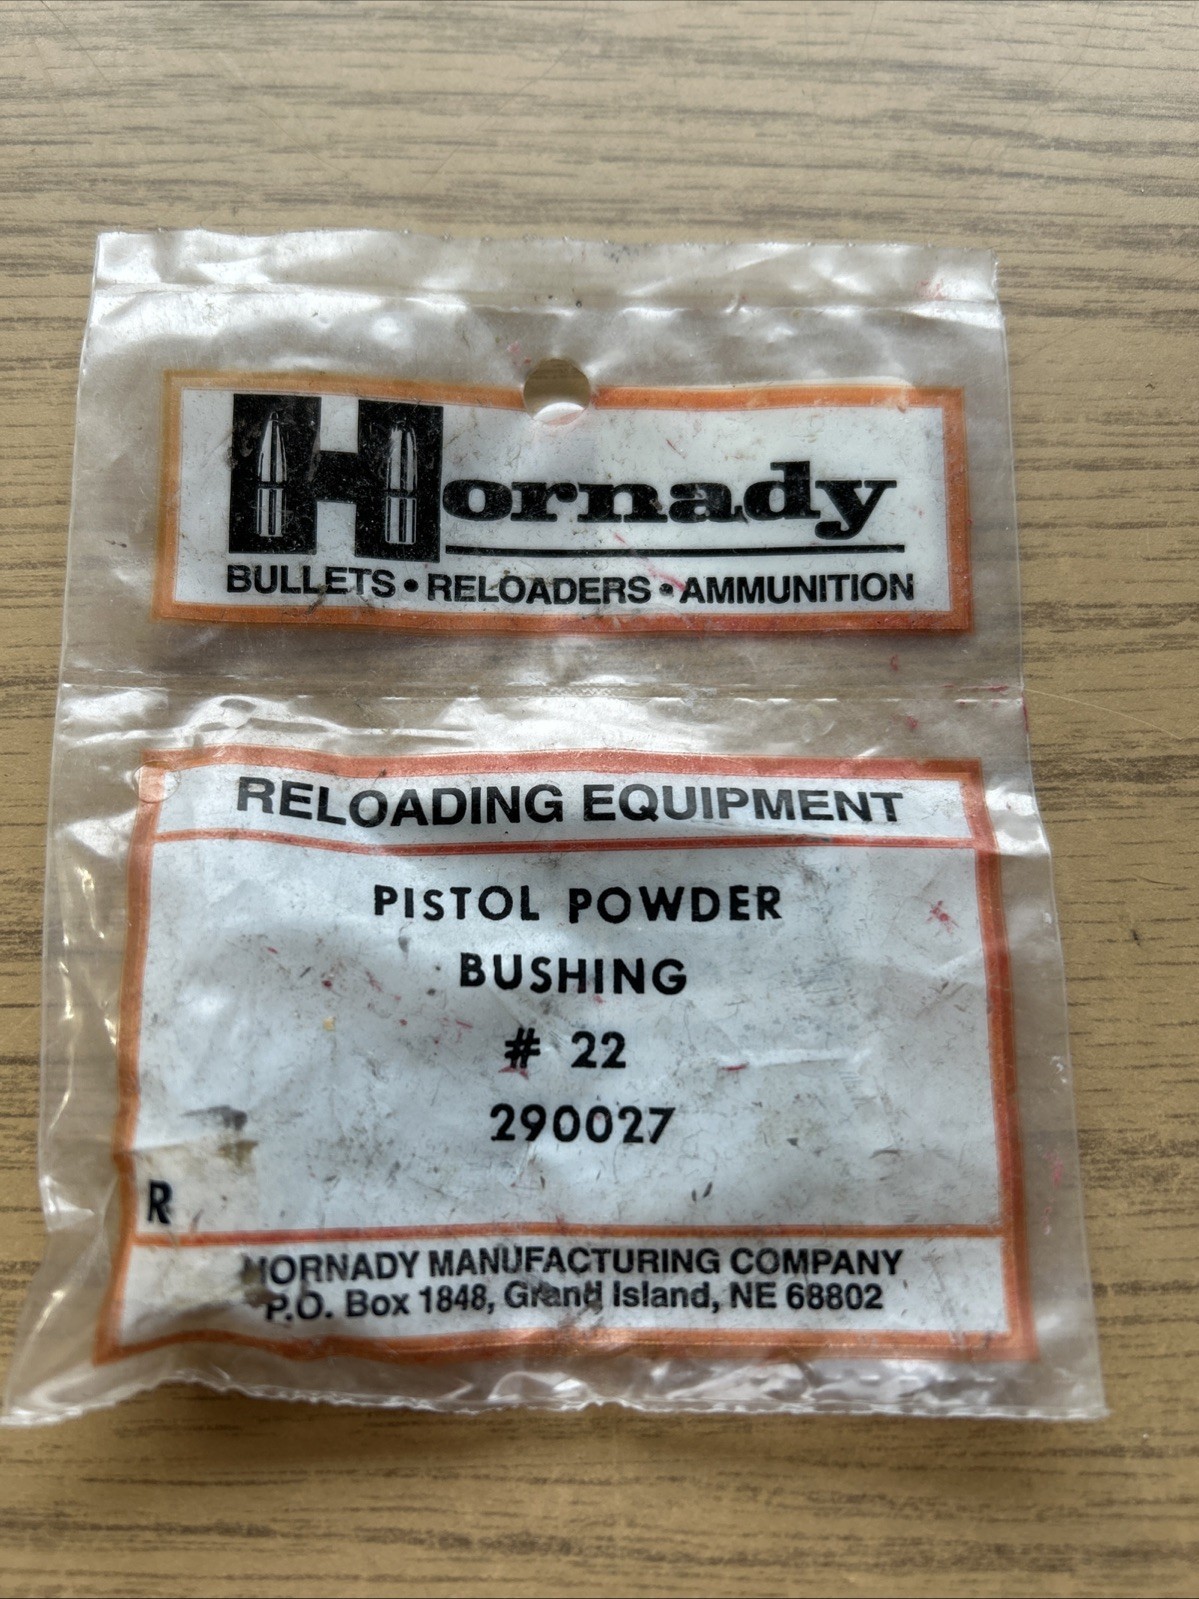 Hornady
BULLETS • RELOADERS • AMMUNITION
RELOADING EQUIPMENT
PISTOL POWDER
BUSHING
# 22
290027
R
HORNADY MANUFACTURING COMPANY
P.O. Box 1848, Grand Island, NE 68802